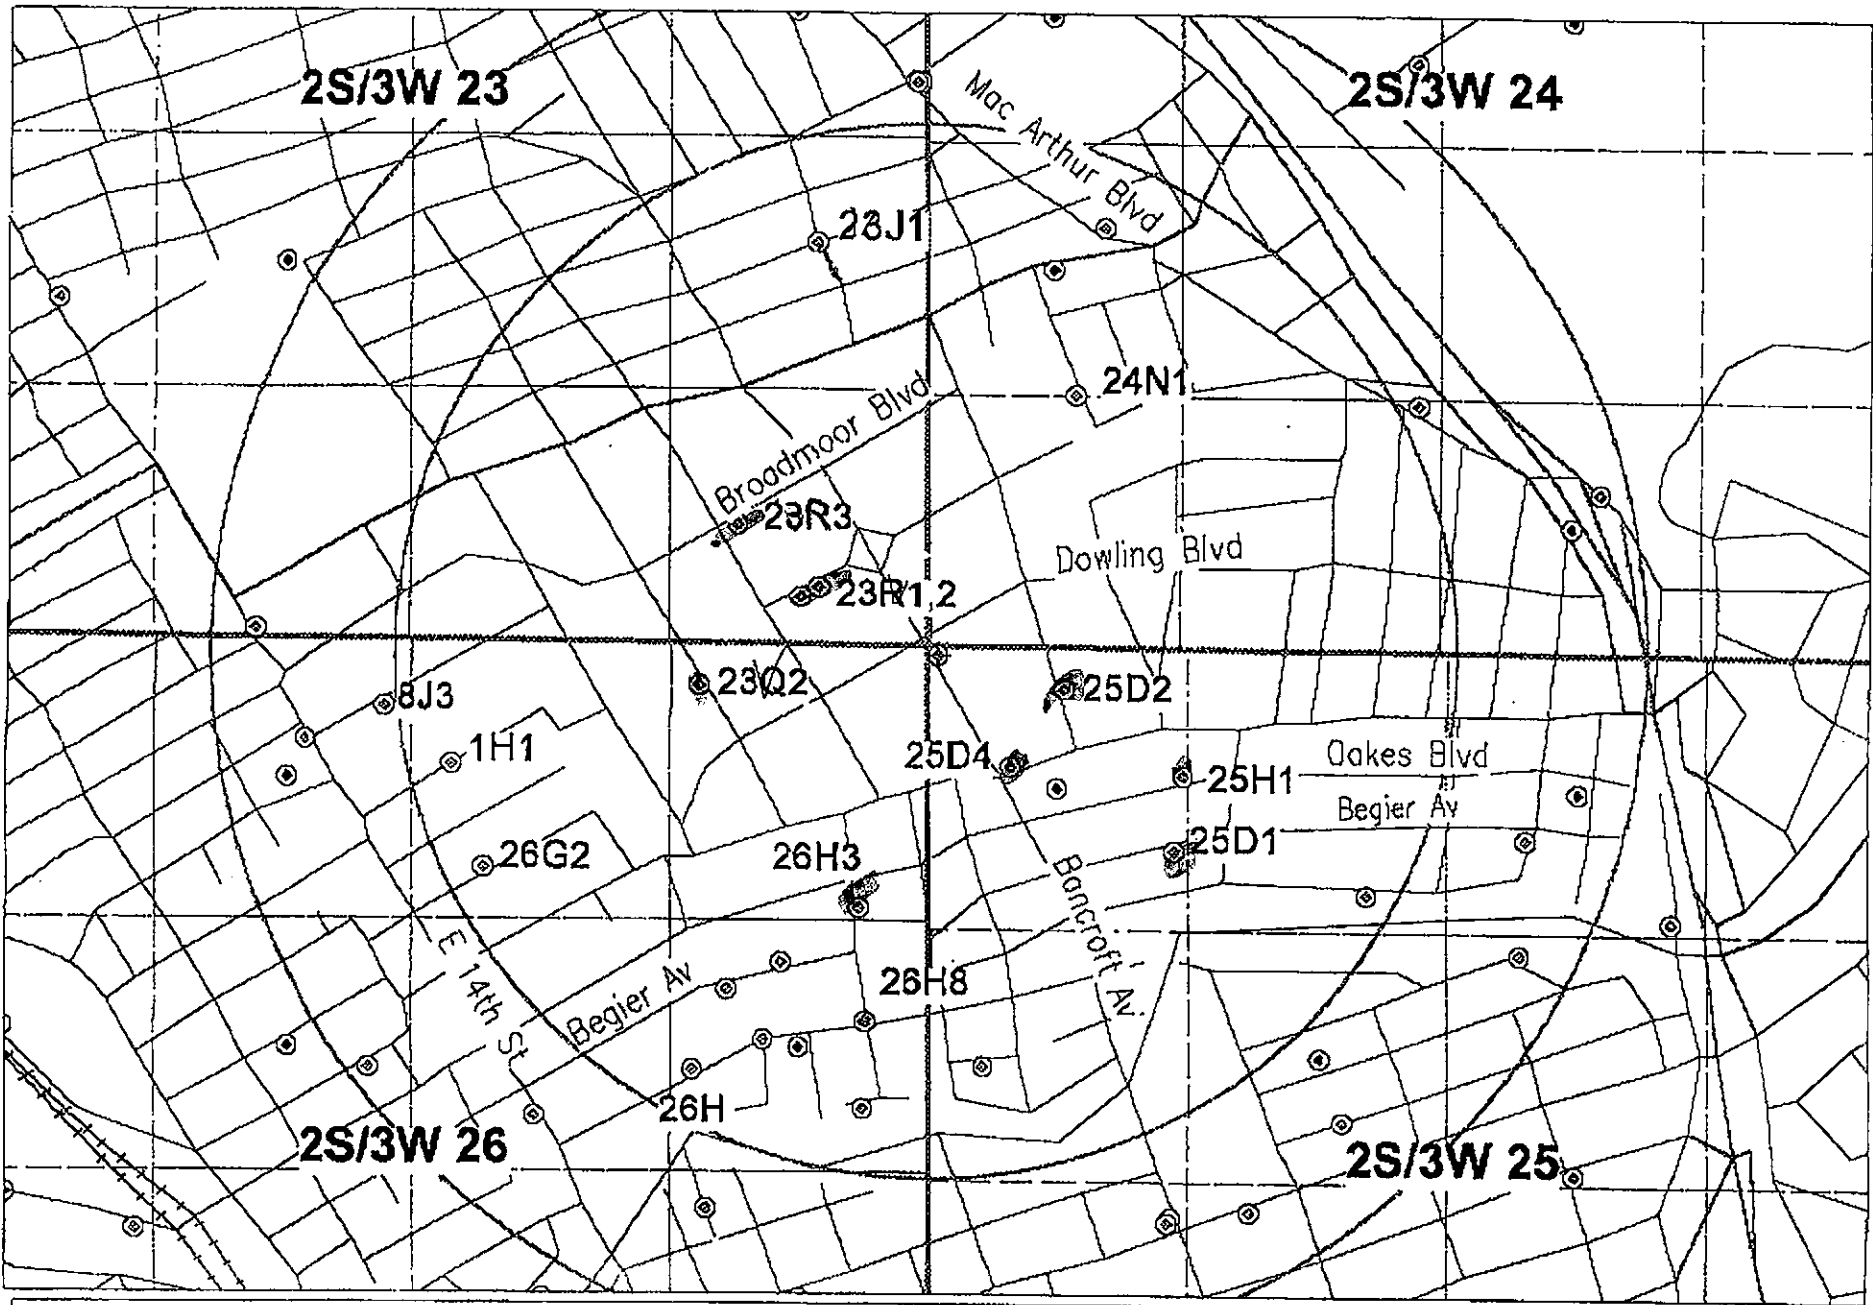 2S/3W 23
2S/3W 24
Mac Arthur Blvd
23J1
24N1
Broadmoor Blvd
23R3
Dowling Blvd
23R1,2
23Q2
25D2
8J3
25D4
Oakes Blvd
1H1
25H1
Begier Av
26G2
26H3
25D1
Bancroft Av.
E 14th St
26H8
Begier Av
26H
2S/3W 26
2S/3W 25